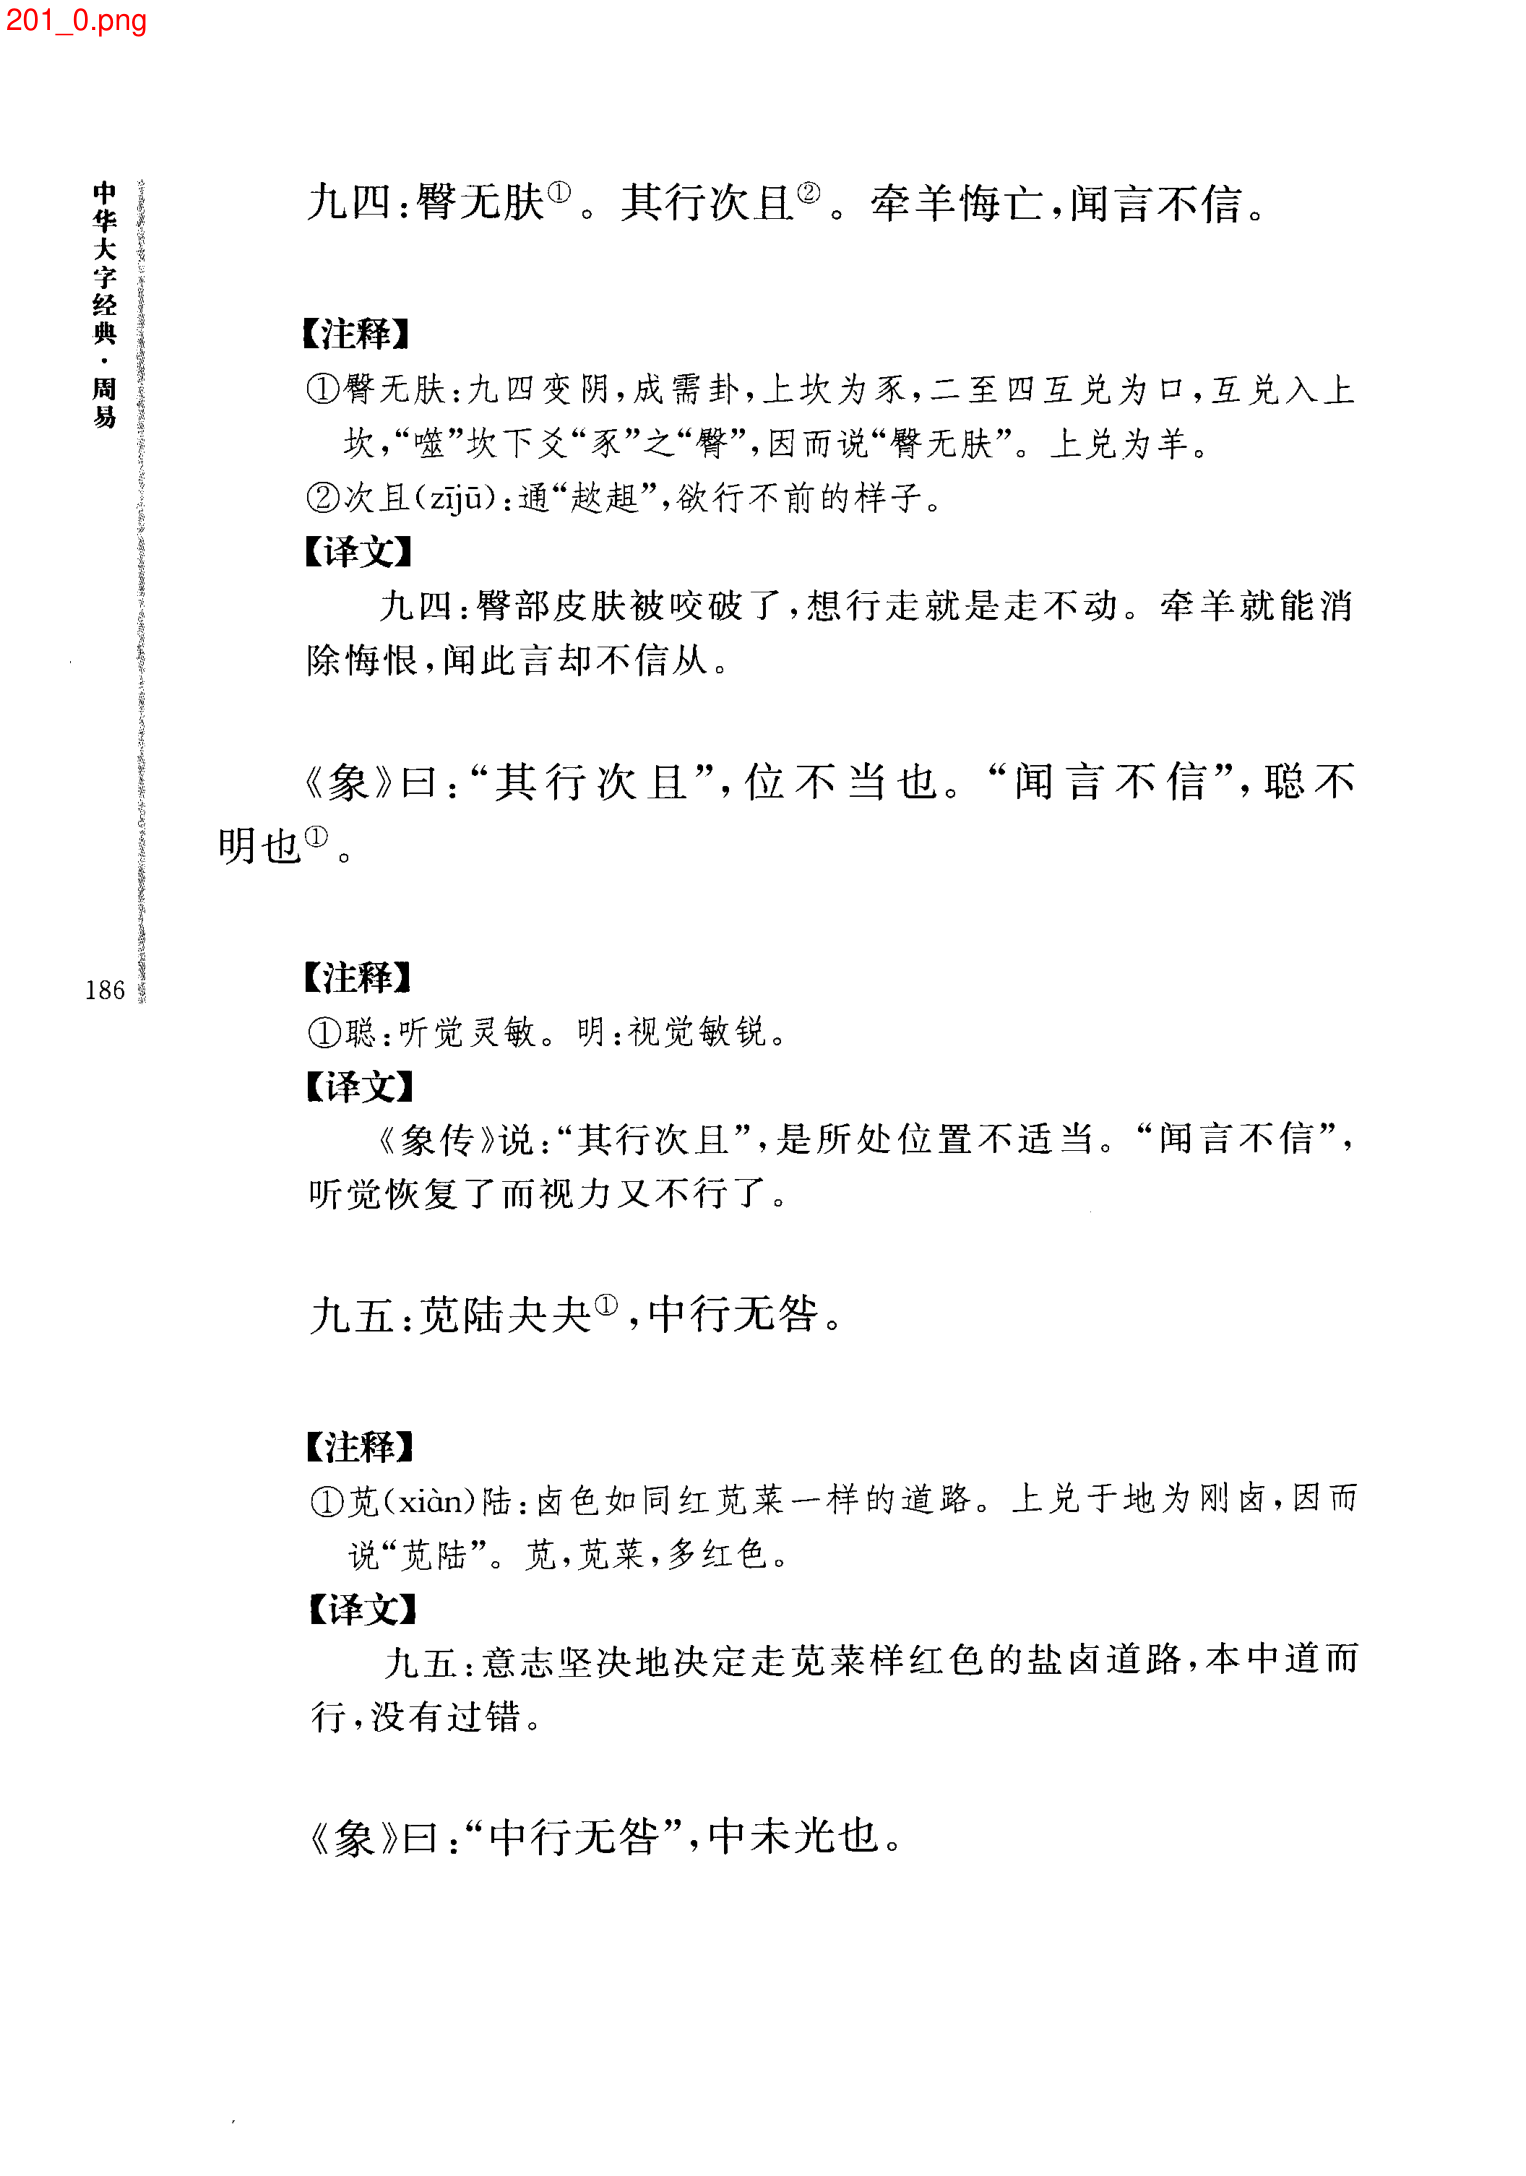 201_0.png
中华大字经典·周易
186
九四：臀无肤①。其行次且②。牵羊悔亡，闻言不信。
【注释】
①臀无肤：九四变阴，成需卦，上坎为豕，二至四互兑为口，互兑入上
坎，“噬”坎下爻“豕”之“臀”，因而说“臀无肤”。上兑为羊。
②次且(zījū)：通“趑趄”，欲行不前的样子。
【译文】
九四：臀部皮肤被咬破了，想行走就是走不动。牵羊就能消
除悔恨，闻此言却不信从。
《象》曰：“其行次且”，位不当也。“闻言不信”，聪不
明也①。
【注释】
①聪：听觉灵敏。明：视觉敏锐。
【译文】
《象传》说：“其行次且”，是所处位置不适当。“闻言不信”，
听觉恢复了而视力又不行了。
九五：苋陆夬夬①，中行无咎。
【注释】
①苋(xiàn)陆：卤色如同红苋菜一样的道路。上兑于地为刚卤，因而
说“苋陆”。苋，苋菜，多红色。
【译文】
九五：意志坚决地决定走苋菜样红色的盐卤道路，本中道而
行，没有过错。
《象》曰：“中行无咎”，中未光也。